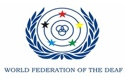 WORLD FEDERATION OF THE DEAF